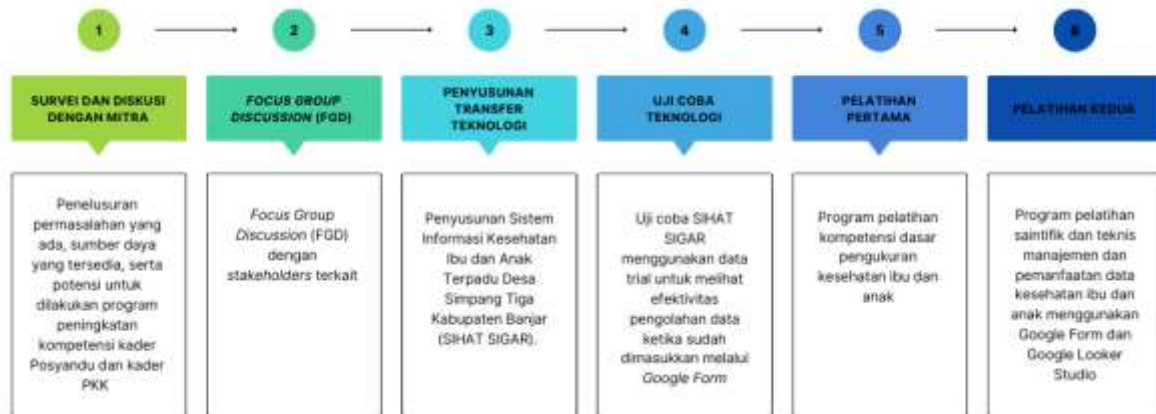 1
2
3
4
5
6
SURVEI DAN DISKUSI
DENGAN MITRA
FOCUS GROUP
DISCUSSION (FGD)
PENYUSUNAN
TRANSFER
TEKNOLOGI
UJI COBA
TEKNOLOGI
PELATIHAN
PERTAMA
PELATIHAN KEDUA
Penelusuran
permasalahan yang
ada, sumber daya
yang tersedia, serta
potensi untuk
dilakukan program
peningkatan
kompetensi kader
Posyandu dan kader
PKK
Focus Group
Discussion (FGD)
dengan
stakeholders terkait
Penyusunan Sistem
Informasi Kesehatan
Ibu dan Anak
Terpadu Desa
Simpang Tiga
Kabupaten Banjar
(SIHAT SIGAR).
Uji coba SIHAT
SIGAR
menggunakan data
trial untuk melihat
efektivitas
pengolahan data
ketika sudah
dimasukkan melalui
Google Form
Program pelatihan
kompetensi dasar
pengukuran
kesehatan ibu dan
anak
Program pelatihan
saintifik dan teknis
manajemen dan
pemanfaatan data
kesehatan ibu dan
anak menggunakan
Google Form dan
Google Looker
Studio